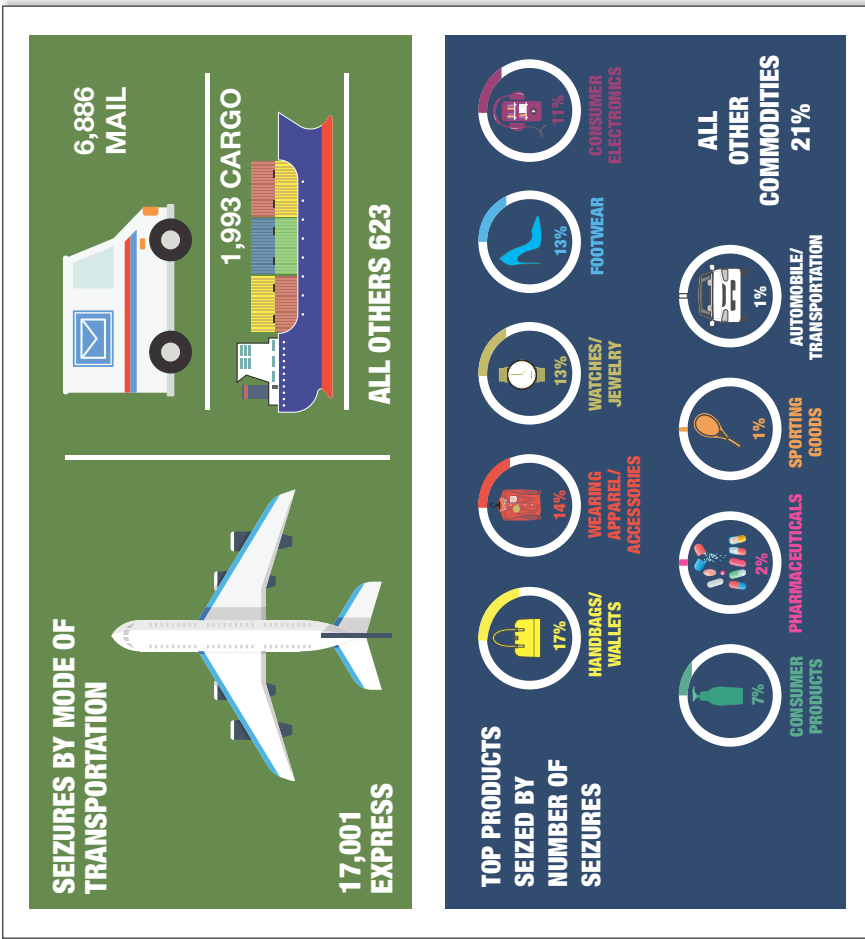 SEIZURES BY MODE OF
TRANSPORTATION
17,001
EXPRESS
6,886
MAIL
1,993 CARGO
ALL OTHERS 623
TOP PRODUCTS
SEIZED BY
NUMBER OF
SEIZURES
17%
HANDBAGS/
WALLETS
14%
WEARING
APPAREL/
ACCESSORIES
13%
WATCHES/
JEWELRY
13%
FOOTWEAR
11%
CONSUMER
ELECTRONICS
7%
CONSUMER
PRODUCTS
2%
PHARMACEUTICALS
1%
SPORTING
GOODS
1%
AUTOMOBILE/
TRANSPORTATION
ALL
OTHER
COMMODITIES
21%